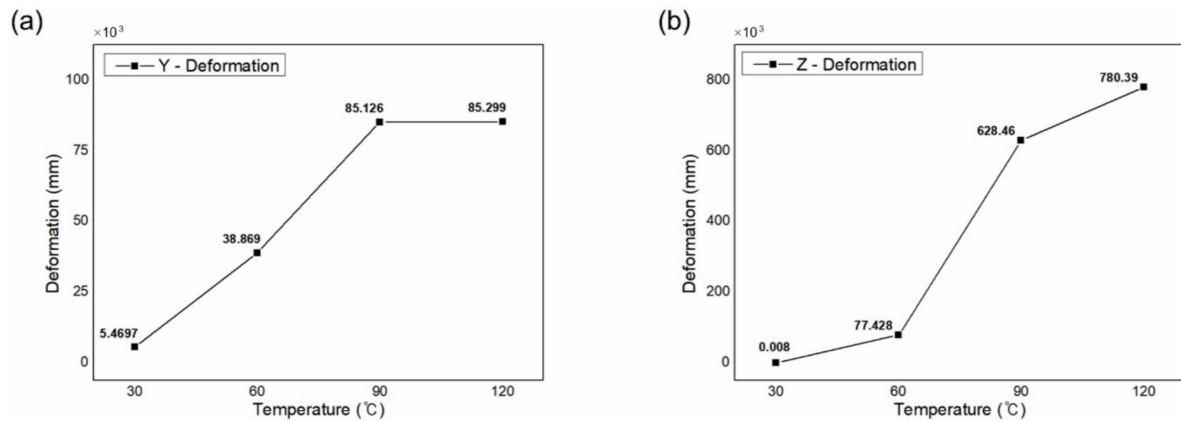 (a)
×10³
Y - Deformation
100
75
50
25
0
Deformation (mm)
5.4697
38.869
85.126
85.299
30 60 90 120
Temperature (℃)
(b)
×10³
Z - Deformation
800
600
400
200
0
Deformation (mm)
0.008
77.428
628.46
780.39
30 60 90 120
Temperature (℃)